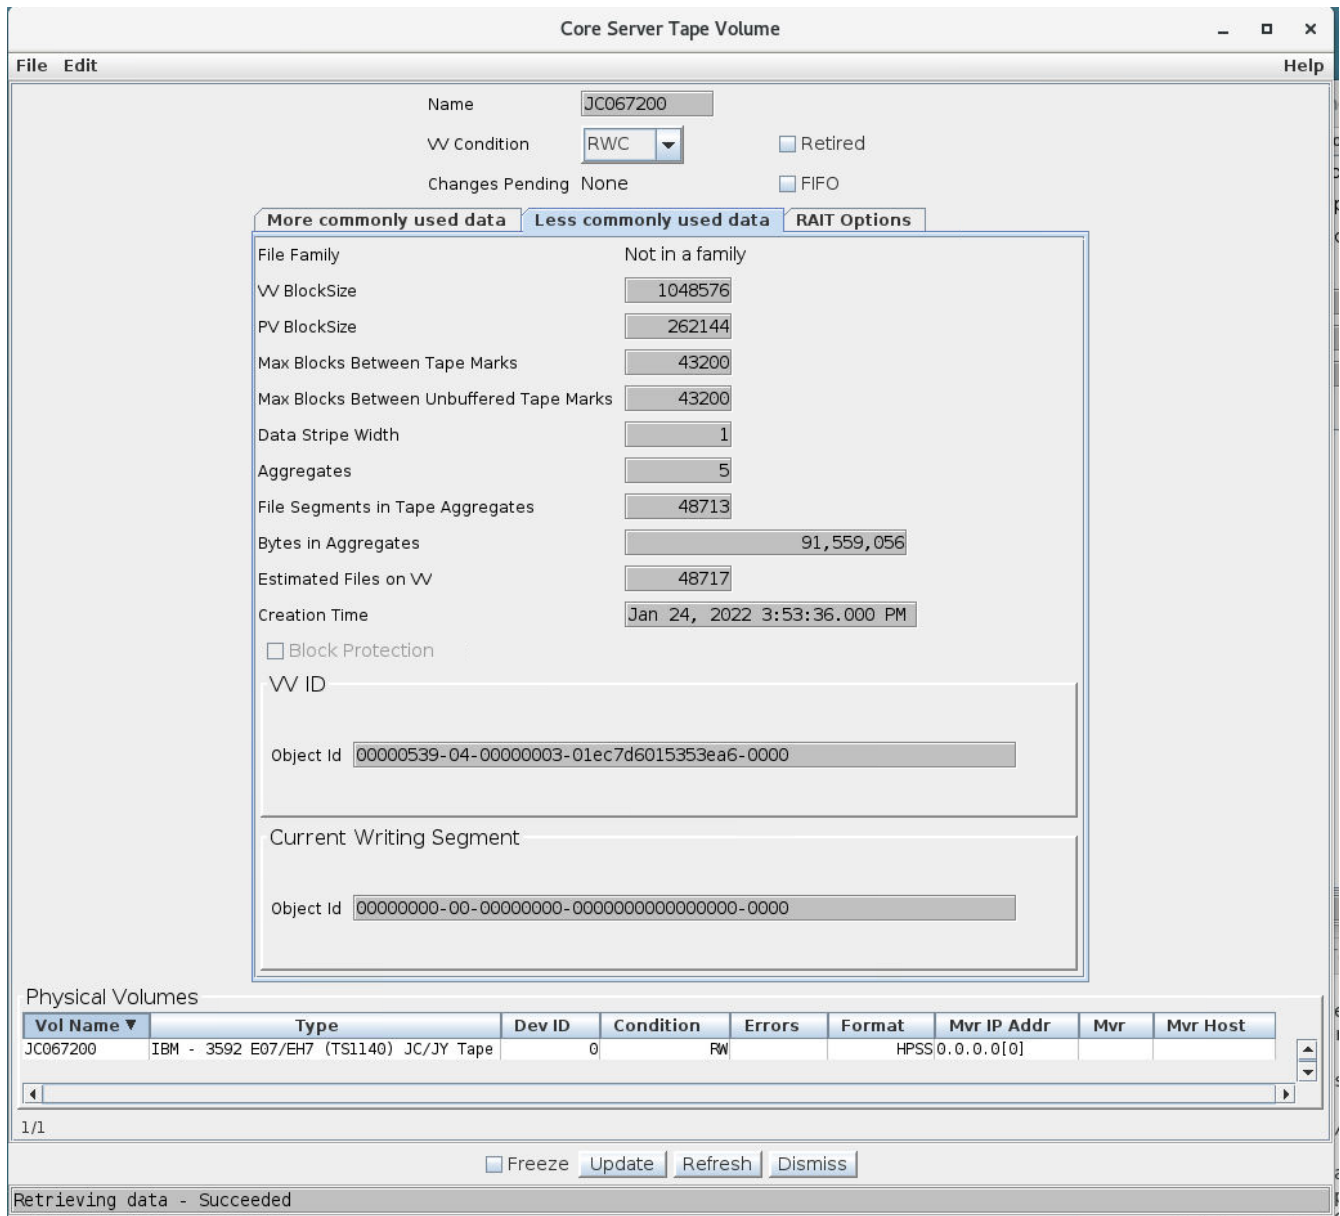 Core Server Tape Volume
File Edit Help
Name JC067200
VV Condition RWC Retired
Changes Pending None FIFO
More commonly used data Less commonly used data RAIT Options
File Family Not in a family
VV BlockSize 1048576
PV BlockSize 262144
Max Blocks Between Tape Marks 43200
Max Blocks Between Unbuffered Tape Marks 43200
Data Stripe Width 1
Aggregates 5
File Segments in Tape Aggregates 48713
Bytes in Aggregates 91,559,056
Estimated Files on VV 48717
Creation Time Jan 24, 2022 3:53:36.000 PM
Block Protection
VV ID
Object Id 00000539-04-00000003-01ec7d6015353ea6-0000
Current Writing Segment
Object Id 00000000-00-00000000-0000000000000000-0000
Physical Volumes
Vol Name ▼ Type Dev ID Condition Errors Format Mvr IP Addr Mvr Mvr Host
JC067200 IBM - 3592 E07/EH7 (TS1140) JC/JY Tape 0 RW HPSS 0.0.0.0[0]
1/1
Freeze Update Refresh Dismiss
Retrieving data - Succeeded